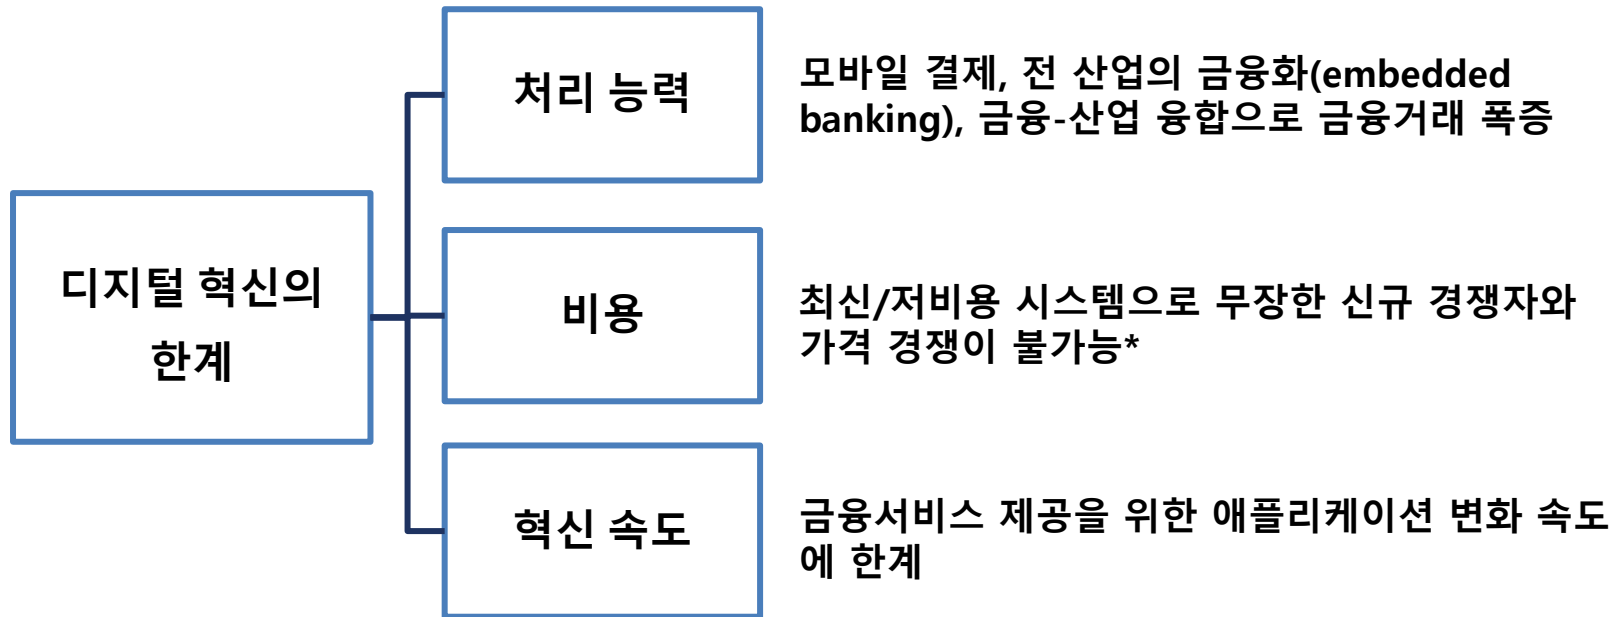 처리 능력
모바일 결제, 전 산업의 금융화(embedded
banking), 금융-산업 융합으로 금융거래 폭증
디지털 혁신의
한계
비용
최신/저비용 시스템으로 무장한 신규 경쟁자와
가격 경쟁이 불가능*
혁신 속도
금융서비스 제공을 위한 애플리케이션 변화 속도
에 한계